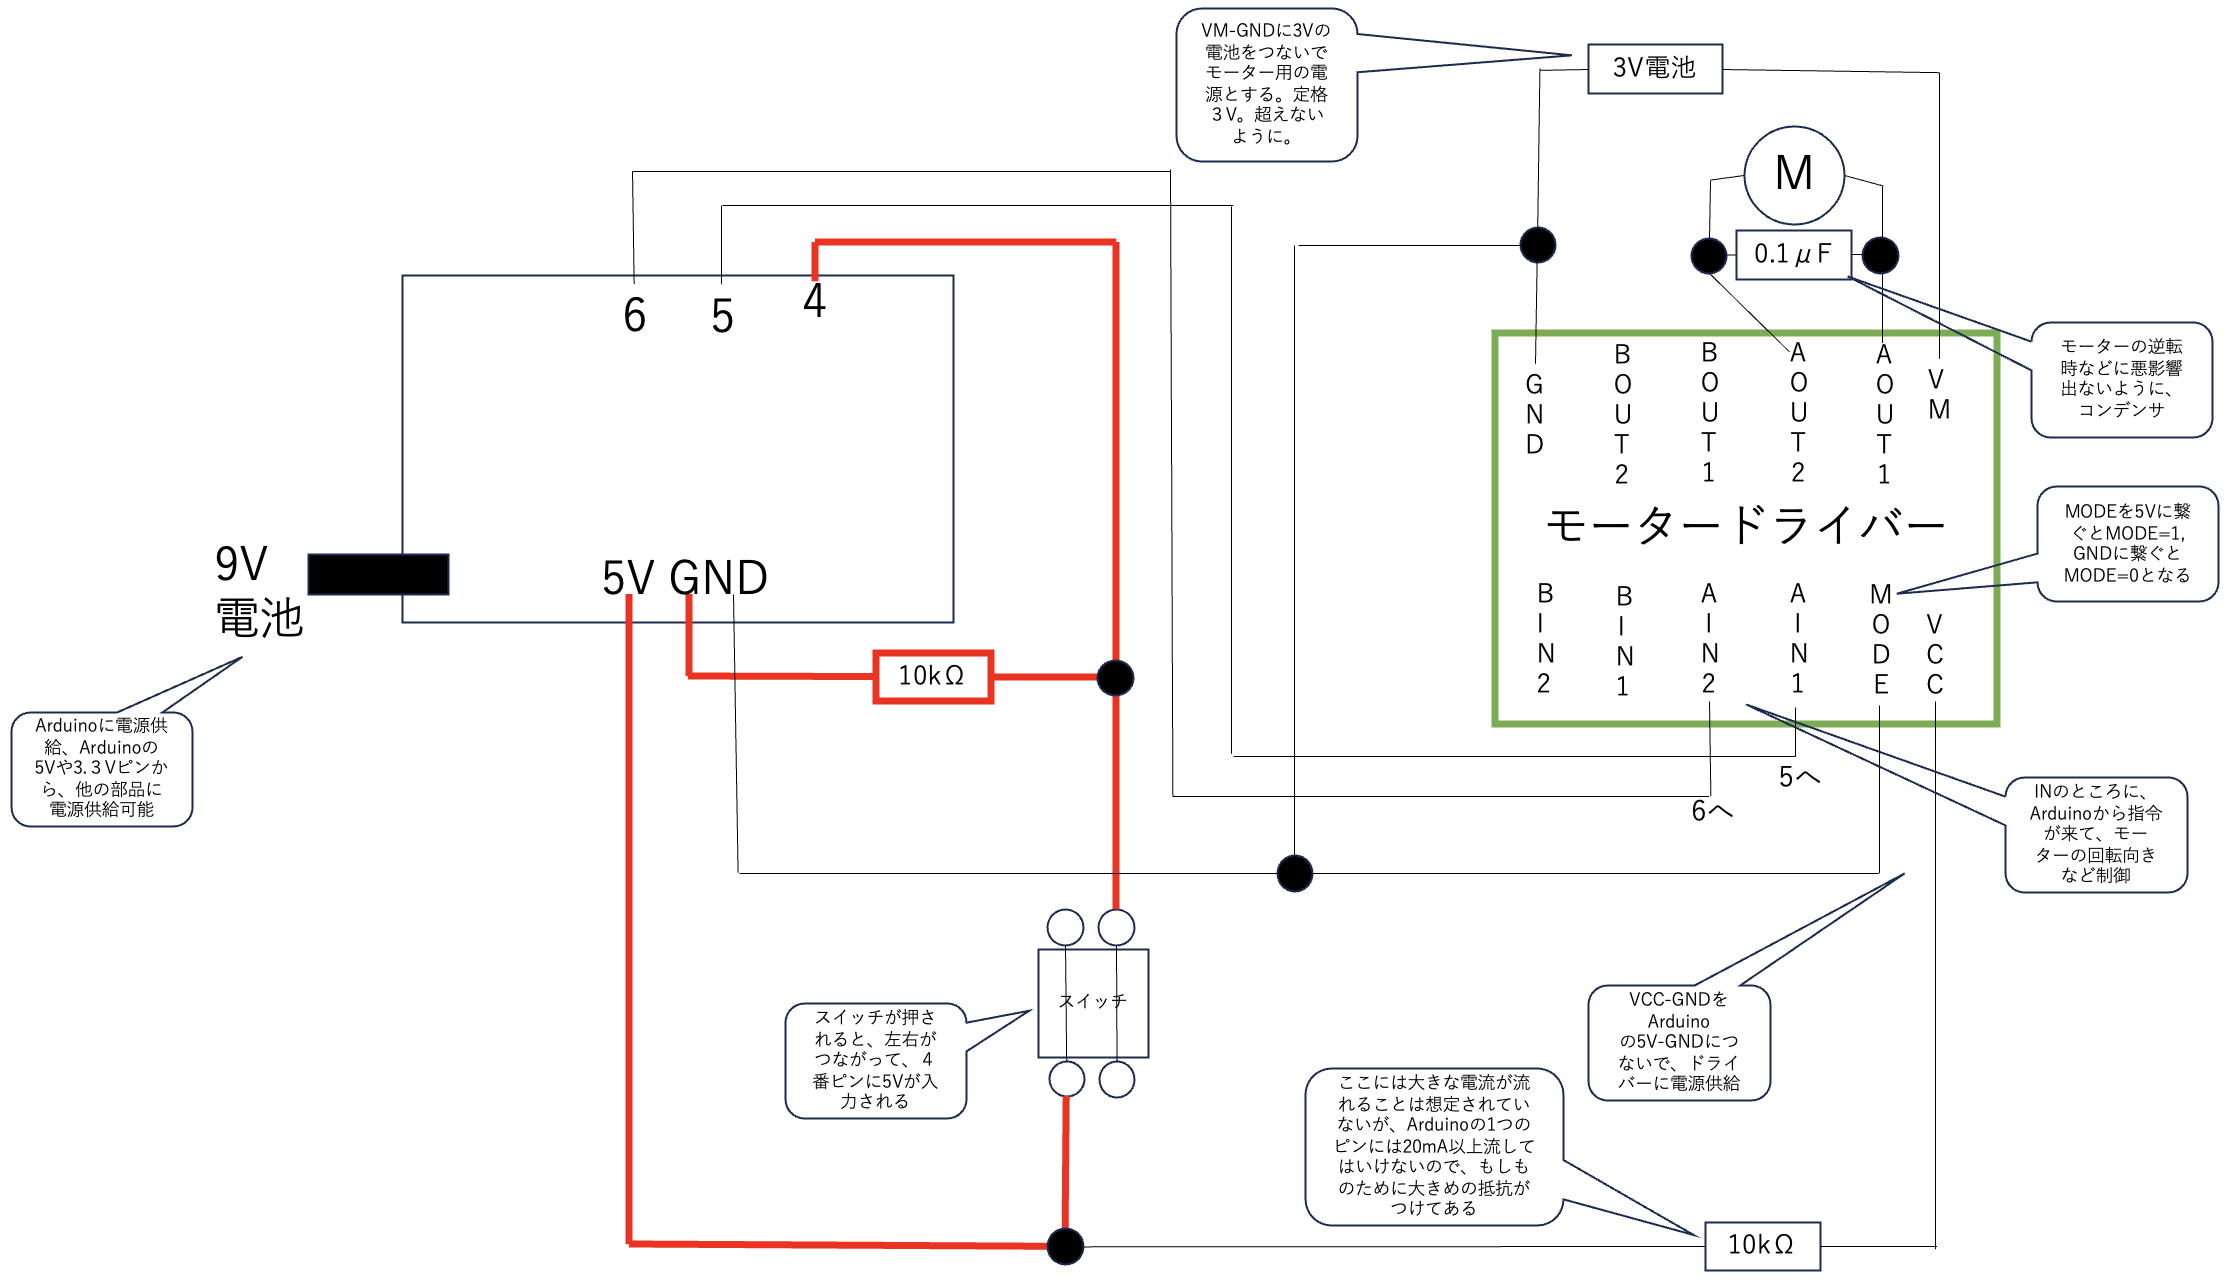 VM-GNDに3Vの
電池をつないで
モーター用の電
源とする。定格
３V。超えない
ように。
3V電池
M
0.1μF
6
5
4
モーターの逆転
時などに悪影響
出ないように、
コンデンサ
GND
BOUT2
BOUT1
AOUT2
AOUT1
VM
モータードライバー
MODEを5Vに繋
ぐとMODE=1,
GNDに繋ぐと
MODE=0となる
9V
電池
5V GND
BIN2
BIN1
AIN2
AIN1
MODE
VCC
10kΩ
Arduinoに電源供
給、Arduinoの
5Vや3.３Vピンか
ら、他の部品に
電源供給可能
5へ
6へ
INのところに、
Arduinoから指令
が来て、モー
ターの回転向き
など制御
スイッチ
スイッチが押さ
れると、左右が
つながって、４
番ピンに5Vが入
力される
VCC-GNDを
Arduino
の5V-GNDにつ
ないで、ドライ
バーに電源供給
ここには大きな電流が流
れることは想定されてい
ないが、Arduinoの1つの
ピンには20mA以上流して
はいけないので、もしも
のために大きめの抵抗が
つけてある
10kΩ